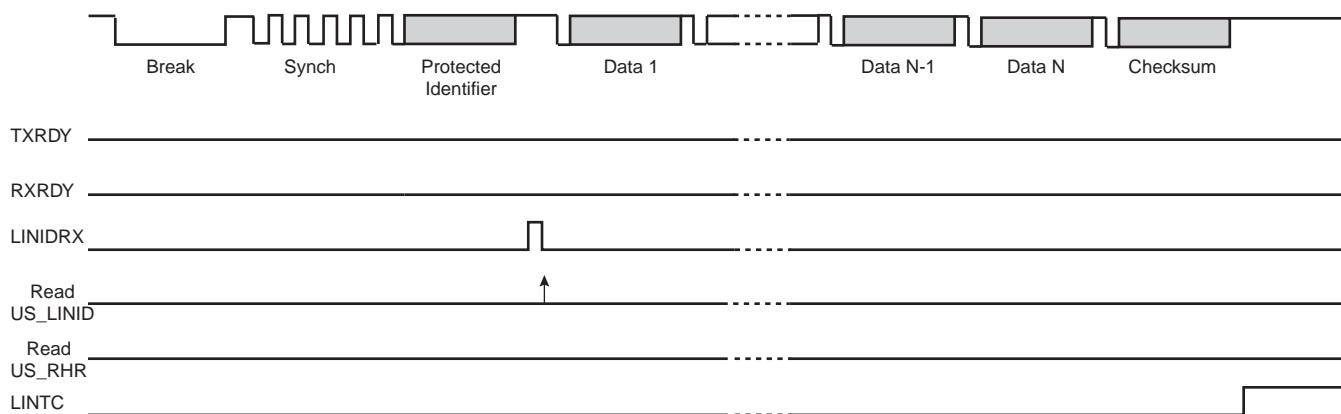 Break
Synch
Protected
Identifier
Data 1
Data N-1
Data N
Checksum
TXRDY
RXRDY
LINIDRX
Read
US_LINID
Read
US_RHR
LINTC